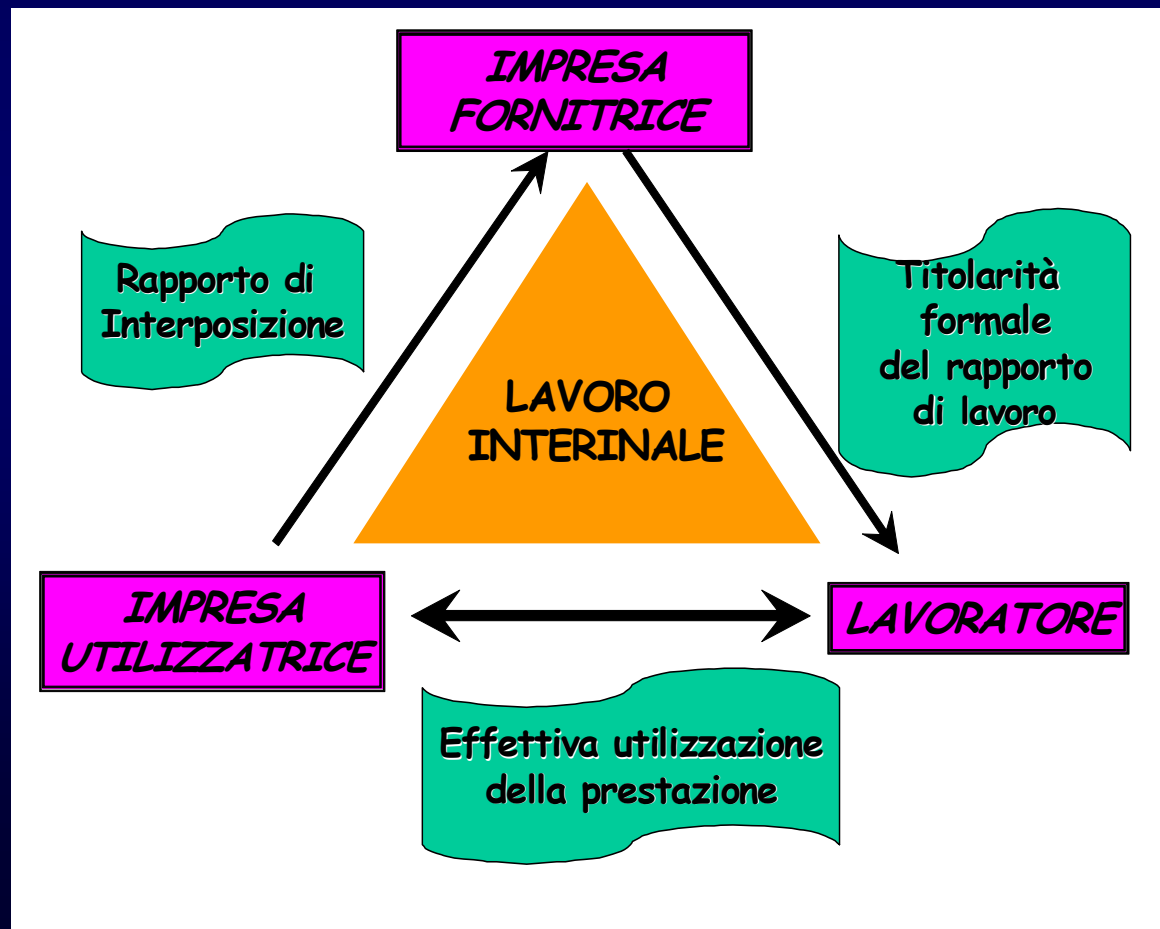 IMPRESA
FORNITRICE
Rapporto di
Interposizione
Titolarità
formale
del rapporto
di lavoro
LAVORO
INTERINALE
IMPRESA
UTILIZZATRICE
LAVORATORE
Effettiva utilizzazione
della prestazione